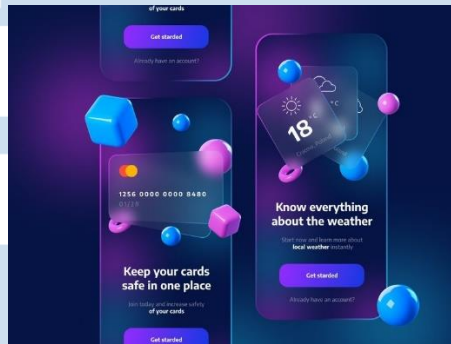 of your cards
Get starded
Already have an account?
1256 0000 0000 8480
Keep your cards
safe in one place
Join today and increase safety
of your cards
Get starded
18
°C
°C
Know everything
about the weather
Start now and learn more about
local weather instantly
Get starded
Already have an account?